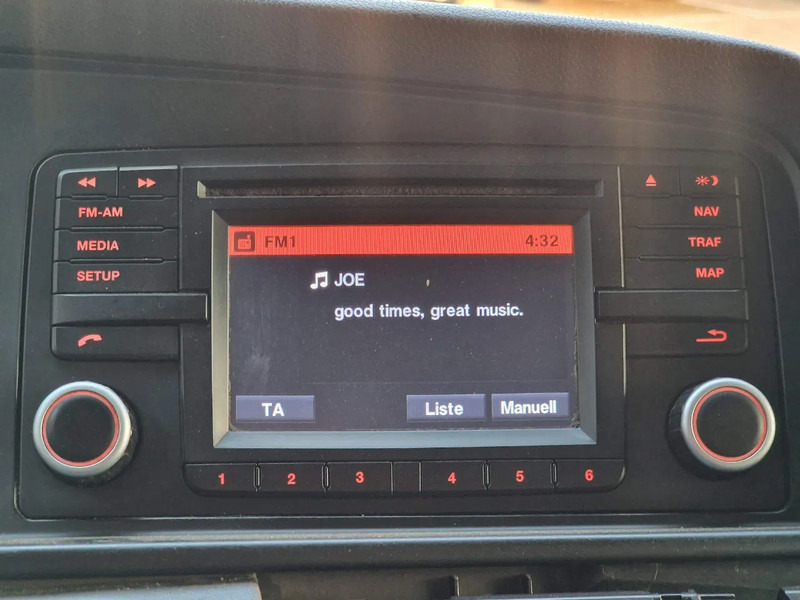 FM-AM
MEDIA
SETUP
FM1 4:32
JOE
good times, great music.
TA Liste Manuell
NAV
TRAF
MAP
1 2 3 4 5 6